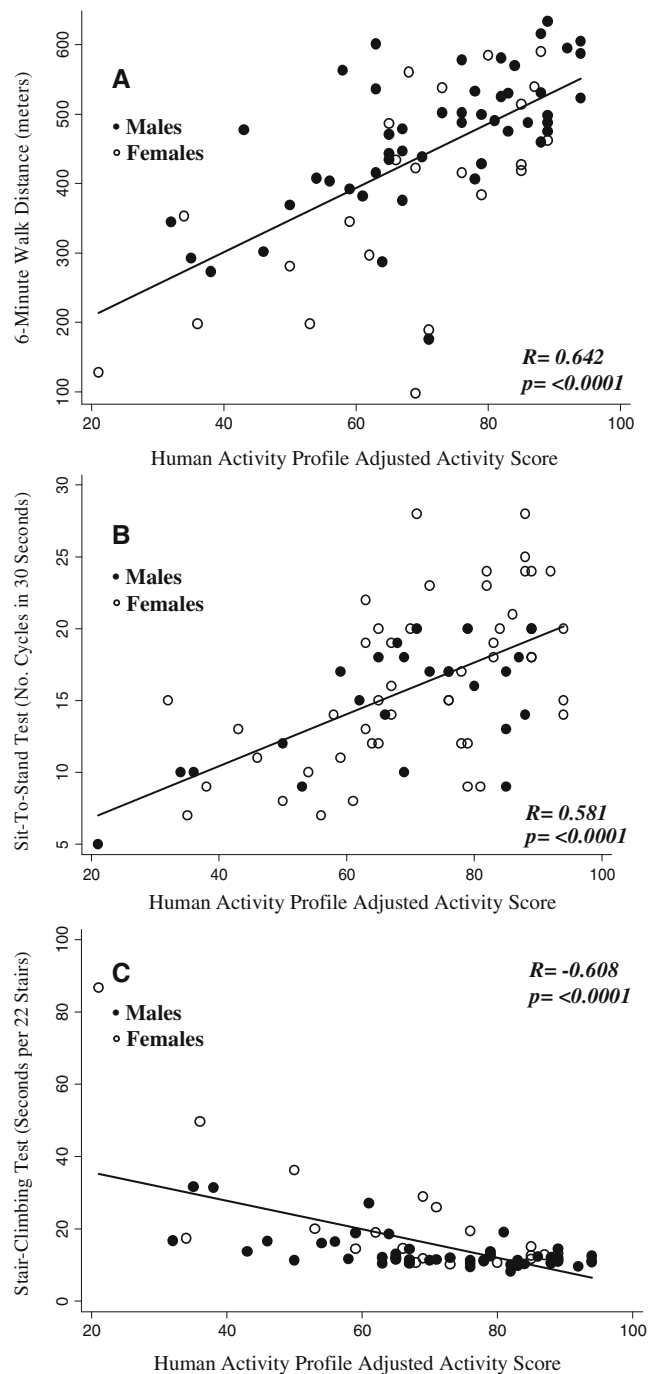 A
● Males
○ Females
6-Minute Walk Distance (meters)
600
500
400
300
200
100
R= 0.642
p= <0.0001
20 40 60 80 100
Human Activity Profile Adjusted Activity Score
B
● Males
○ Females
Sit-To-Stand Test (No. Cycles in 30 Seconds)
30
25
20
15
10
5
R= 0.581
p= <0.0001
20 40 60 80 100
Human Activity Profile Adjusted Activity Score
C
● Males
○ Females
Stair-Climbing Test (Seconds per 22 Stairs)
100
80
60
40
20
0
R= -0.608
p= <0.0001
20 40 60 80 100
Human Activity Profile Adjusted Activity Score